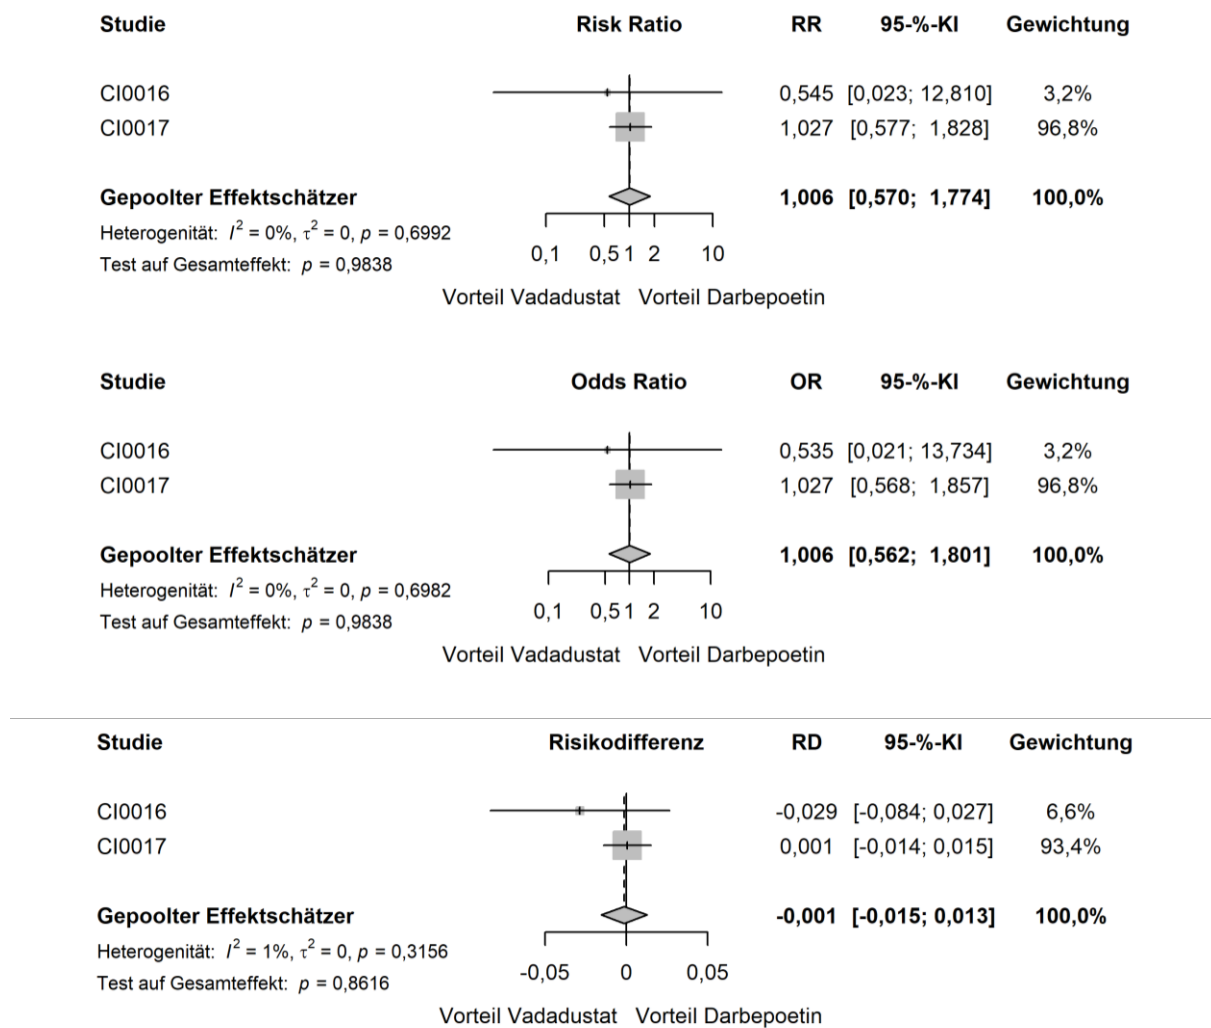 Studie Risk Ratio RR 95-%-KI Gewichtung
CI0016 0,545 [0,023; 12,810] 3,2%
CI0017 1,027 [0,577; 1,828] 96,8%
Gepoolter Effektschätzer 1,006 [0,570; 1,774] 100,0%
Heterogenität: I² = 0%, τ² = 0, p = 0,6992
Test auf Gesamteffekt: p = 0,9838
0,1 0,5 1 2 10
Vorteil Vadadustat Vorteil Darbepoetin
Studie Odds Ratio OR 95-%-KI Gewichtung
CI0016 0,535 [0,021; 13,734] 3,2%
CI0017 1,027 [0,568; 1,857] 96,8%
Gepoolter Effektschätzer 1,006 [0,562; 1,801] 100,0%
Heterogenität: I² = 0%, τ² = 0, p = 0,6982
Test auf Gesamteffekt: p = 0,9838
0,1 0,5 1 2 10
Vorteil Vadadustat Vorteil Darbepoetin
Studie Risikodifferenz RD 95-%-KI Gewichtung
CI0016 -0,029 [-0,084; 0,027] 6,6%
CI0017 0,001 [-0,014; 0,015] 93,4%
Gepoolter Effektschätzer -0,001 [-0,015; 0,013] 100,0%
Heterogenität: I² = 1%, τ² = 0, p = 0,3156
Test auf Gesamteffekt: p = 0,8616
-0,05 0 0,05
Vorteil Vadadustat Vorteil Darbepoetin